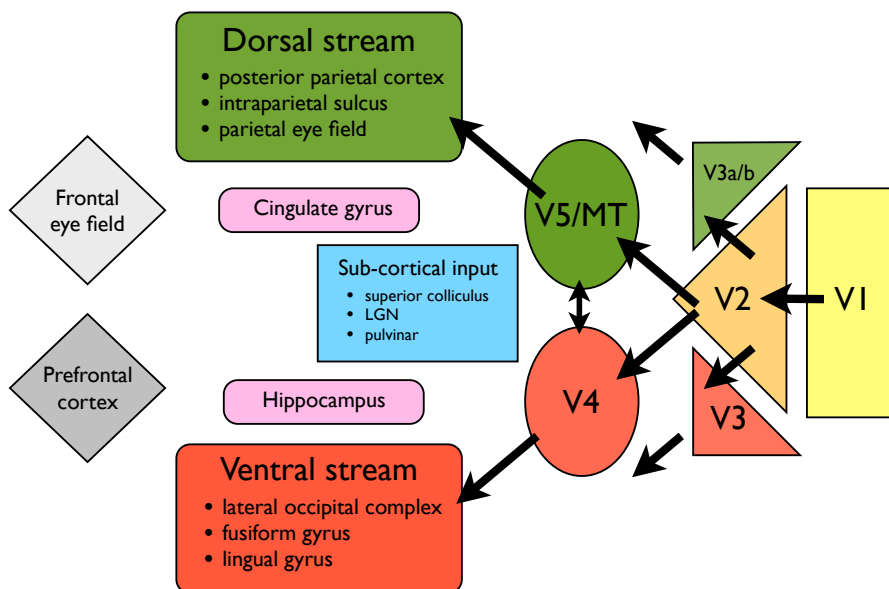 Dorsal stream
• posterior parietal cortex
• intraparietal sulcus
• parietal eye field
V3a/b
Frontal
eye field
Cingulate gyrus
V5/MT
Sub-cortical input
• superior colliculus
• LGN
• pulvinar
V2
V1
Prefrontal
cortex
Hippocampus
V4
V3
Ventral stream
• lateral occipital complex
• fusiform gyrus
• lingual gyrus